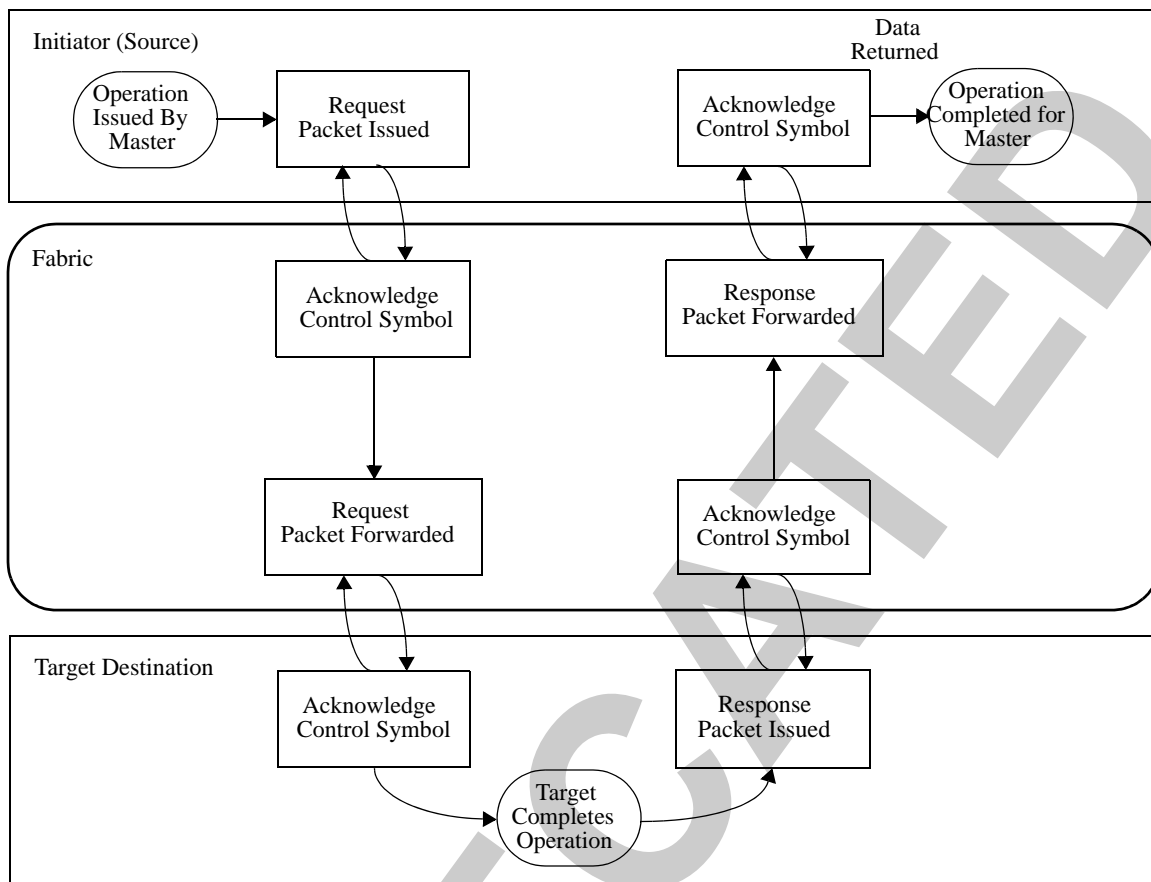 Initiator (Source)
Data
Returned
Operation
Issued By
Master
Request
Packet Issued
Acknowledge
Control Symbol
Operation
Completed for
Master
Fabric
Acknowledge
Control Symbol
Response
Packet Forwarded
Request
Packet Forwarded
Acknowledge
Control Symbol
Target Destination
Acknowledge
Control Symbol
Response
Packet Issued
Target
Completes
Operation
CATED